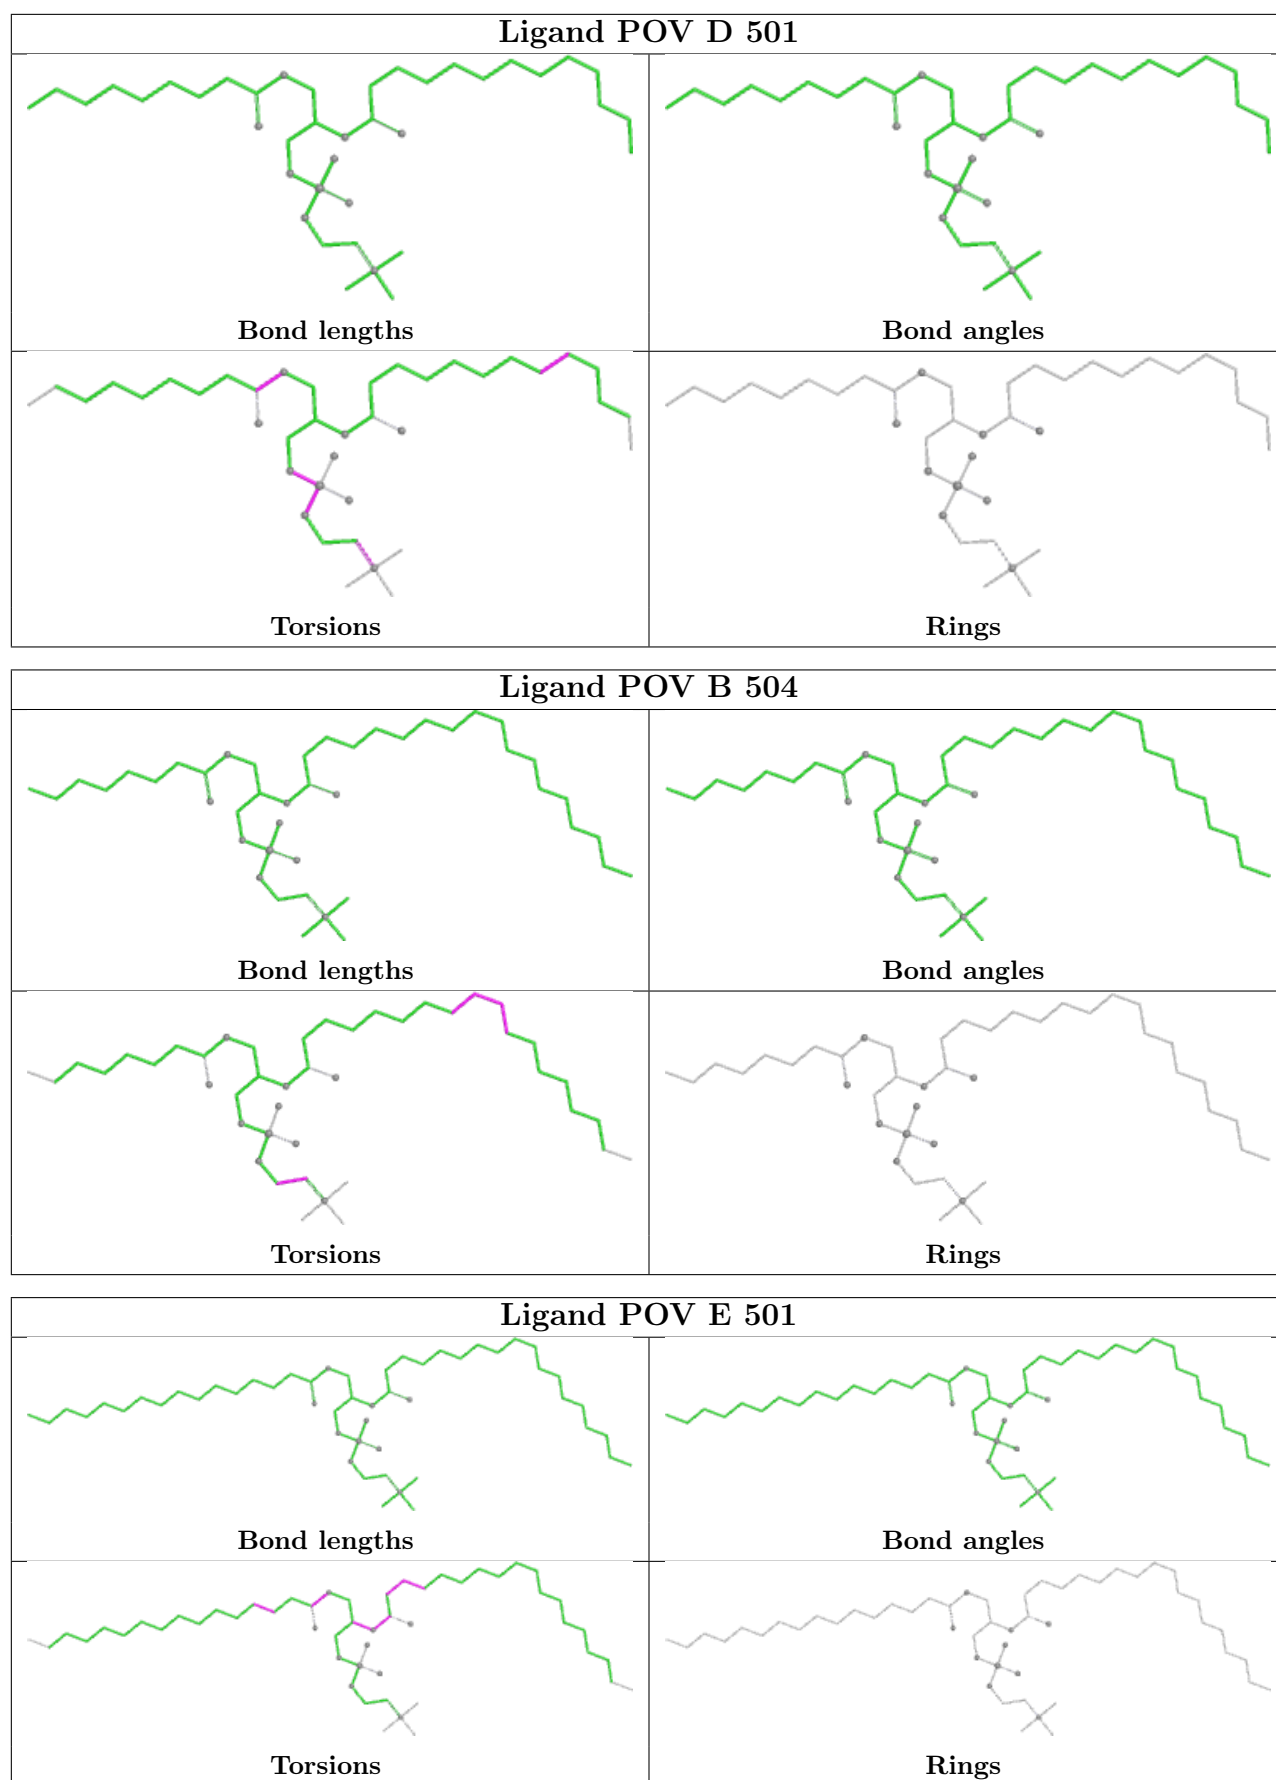 Ligand POV D 501
Bond lengths
Bond angles
Torsions
Rings
Ligand POV B 504
Bond lengths
Bond angles
Torsions
Rings
Ligand POV E 501
Bond lengths
Bond angles
Torsions
Rings